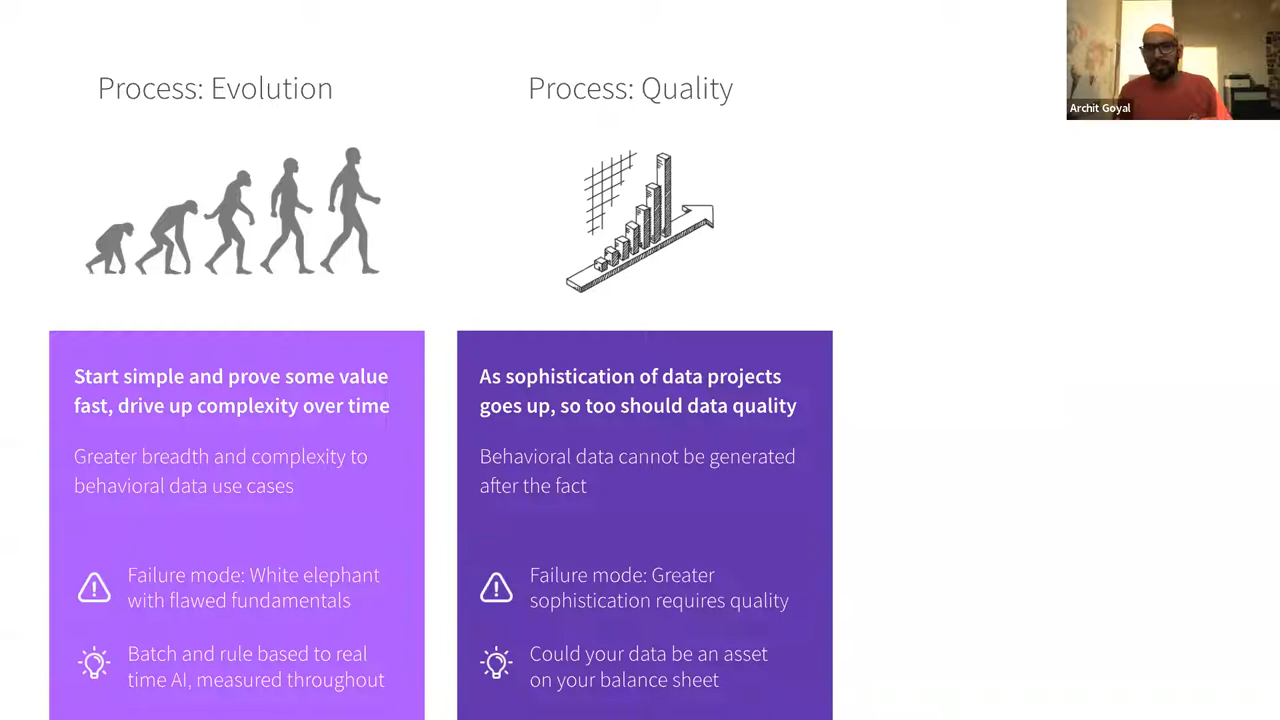 Process: Evolution
Process: Quality
Archit Goyal
Start simple and prove some value
fast, drive up complexity over time
Greater breadth and complexity to
behavioral data use cases
Failure mode: White elephant
with flawed fundamentals
Batch and rule based to real
time AI, measured throughout
As sophistication of data projects
goes up, so too should data quality
Behavioral data cannot be generated
after the fact
Failure mode: Greater
sophistication requires quality
Could your data be an asset
on your balance sheet